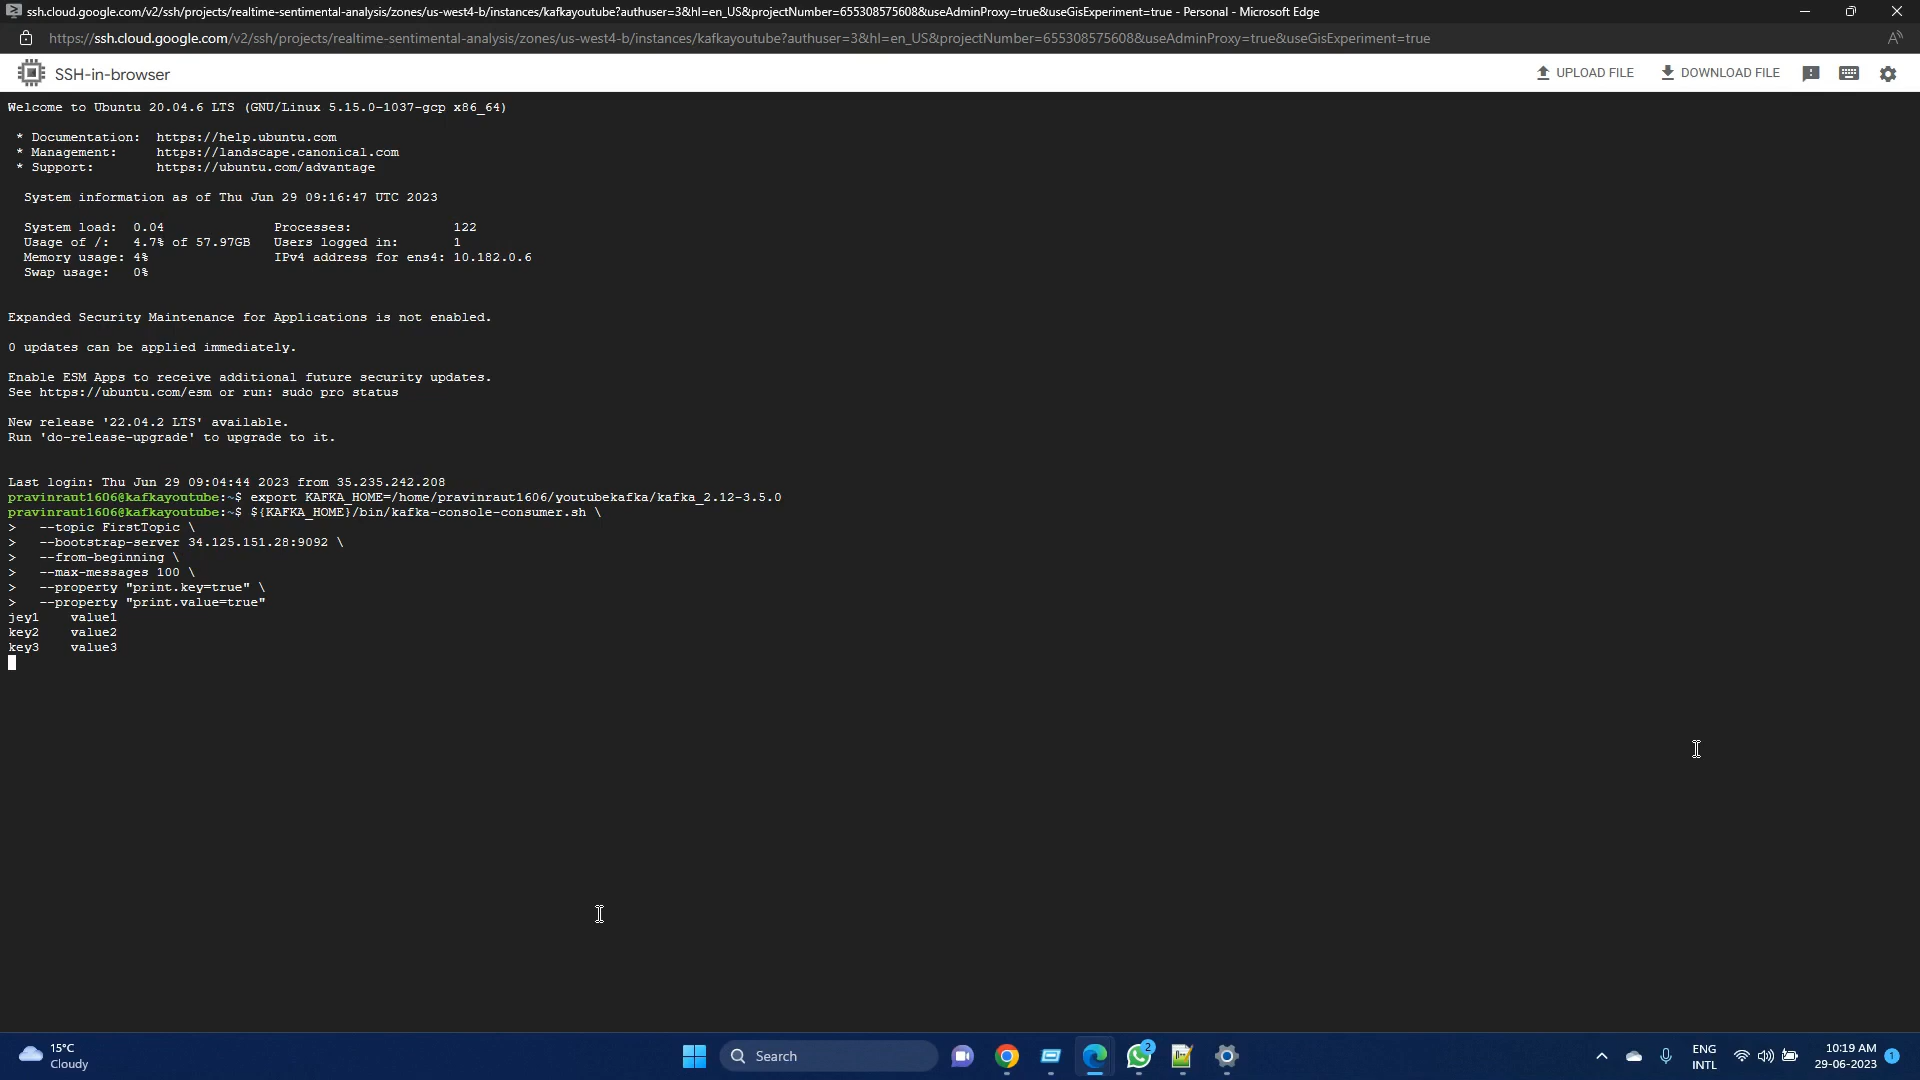 ssh.cloud.google.com/v2/ssh/projects/realtime-sentimental-analysis/zones/us-west4-b/instances/kafkayoutube?authuser=3&hl=en_US&projectNumber=655308575608&useAdminProxy=true&useGisExperiment=true - Personal - Microsoft Edge
https://ssh.cloud.google.com/v2/ssh/projects/realtime-sentimental-analysis/zones/us-west4-b/instances/kafkayoutube?authuser=3&hl=en_US&projectNumber=655308575608&useAdminProxy=true&useGisExperiment=true
SSH-in-browser UPLOAD FILE DOWNLOAD FILE
Welcome to Ubuntu 20.04.6 LTS (GNU/Linux 5.15.0-1037-gcp x86_64)
* Documentation: https://help.ubuntu.com
* Management: https://landscape.canonical.com
* Support: https://ubuntu.com/advantage
System information as of Thu Jun 29 09:16:47 UTC 2023
System load: 0.04 Processes: 122
Usage of /: 4.7% of 57.97GB Users logged in: 1
Memory usage: 4% IPv4 address for ens4: 10.182.0.6
Swap usage: 0%
Expanded Security Maintenance for Applications is not enabled.
0 updates can be applied immediately.
Enable ESM Apps to receive additional future security updates.
See https://ubuntu.com/esm or run: sudo pro status
New release '22.04.2 LTS' available.
Run 'do-release-upgrade' to upgrade to it.
Last login: Thu Jun 29 09:04:44 2023 from 35.235.242.208
pravinraut1606@kafkayoutube:~$ export KAFKA_HOME=/home/pravinraut1606/youtubekafka/kafka_2.12-3.5.0
pravinraut1606@kafkayoutube:~$ ${KAFKA_HOME}/bin/kafka-console-consumer.sh \
> --topic FirstTopic \
> --bootstrap-server 34.125.151.28:9092 \
> --from-beginning \
> --max-messages 100 \
> --property "print.key=true" \
> --property "print.value=true"
jey1 value1
key2 value2
key3 value3
15°C
Cloudy
Search
2
ENG
INTL
10:19 AM
29-06-2023
1